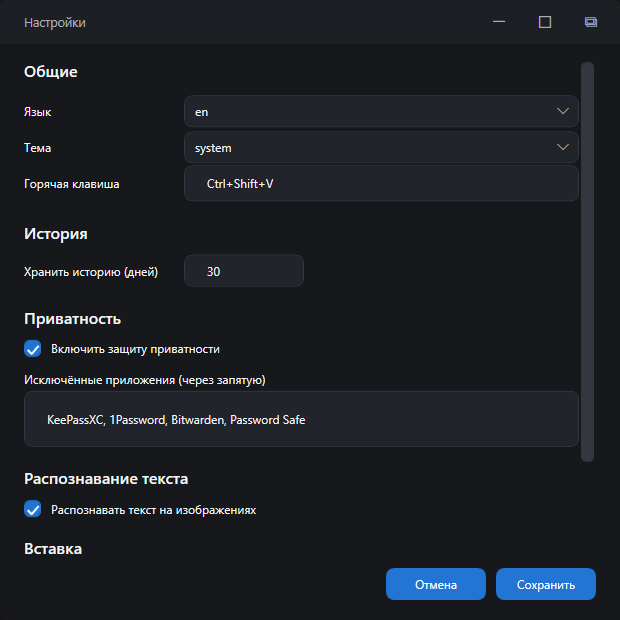 Настройки
Общие
Язык
en
Тема
system
Горячая клавиша
Ctrl+Shift+V
История
Хранить историю (дней)
30
Приватность
Включить защиту приватности
Исключённые приложения (через запятую)
KeePassXC, 1Password, Bitwarden, Password Safe
Распознавание текста
Распознавать текст на изображениях
Вставка
Отмена
Сохранить